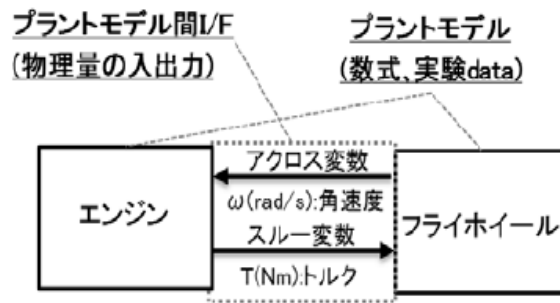 プラントモデル間I/F
(物理量の入出力)
プラントモデル
(数式、実験data)
エンジン
アクロス変数
ω(rad/s):角速度
スルー変数
T(Nm):トルク
フライホイール